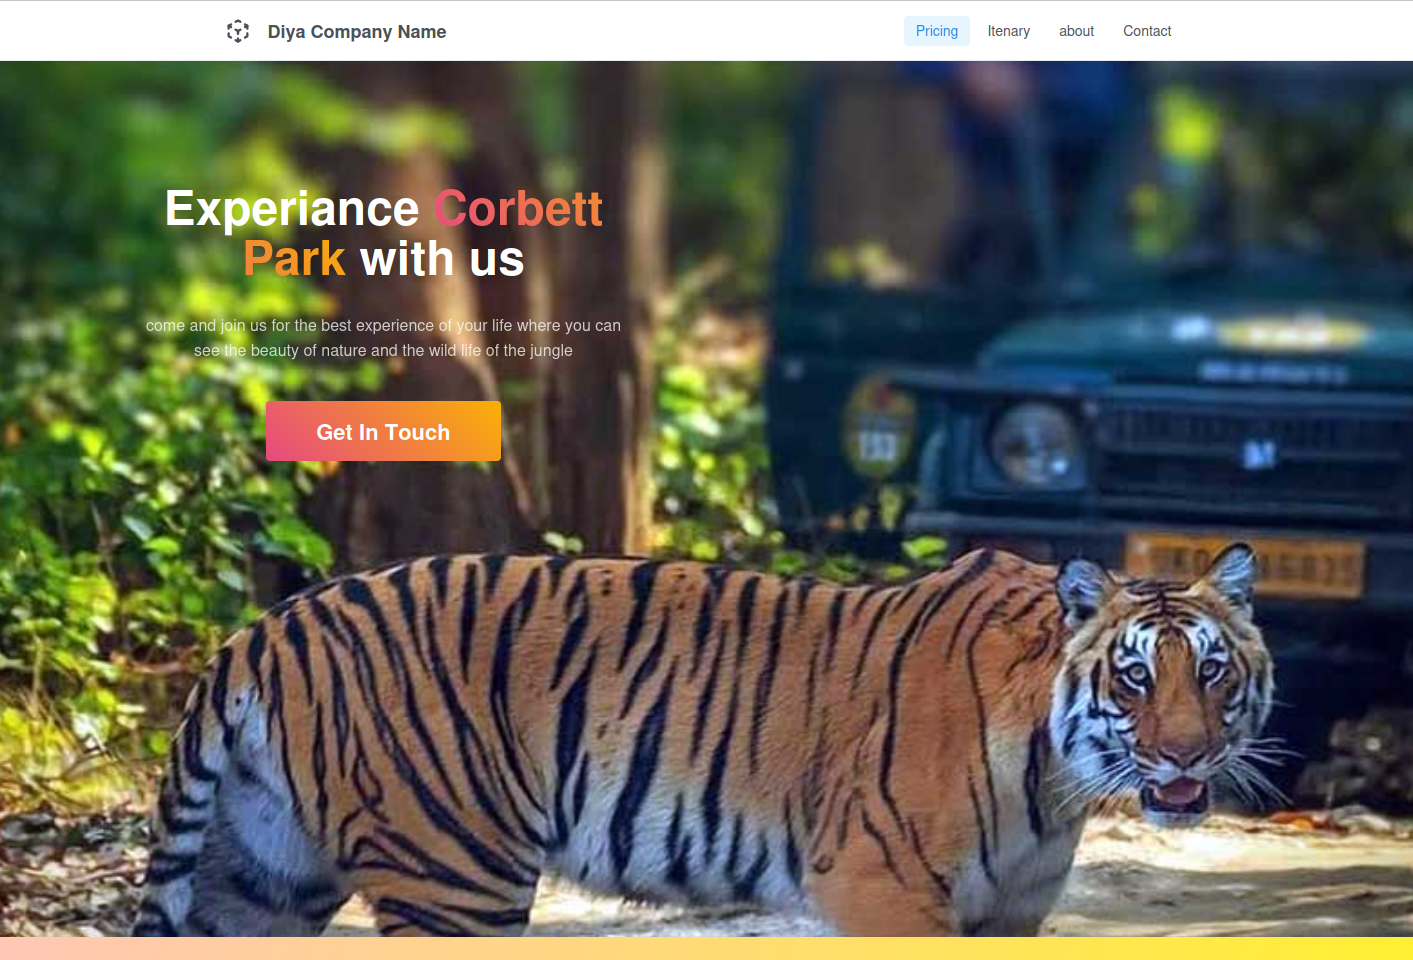 Diya Company Name
Pricing
Itenary
about
Contact
Experiance Corbett
Park with us
come and join us for the best experience of your life where you can
see the beauty of nature and the wild life of the jungle
Get In Touch